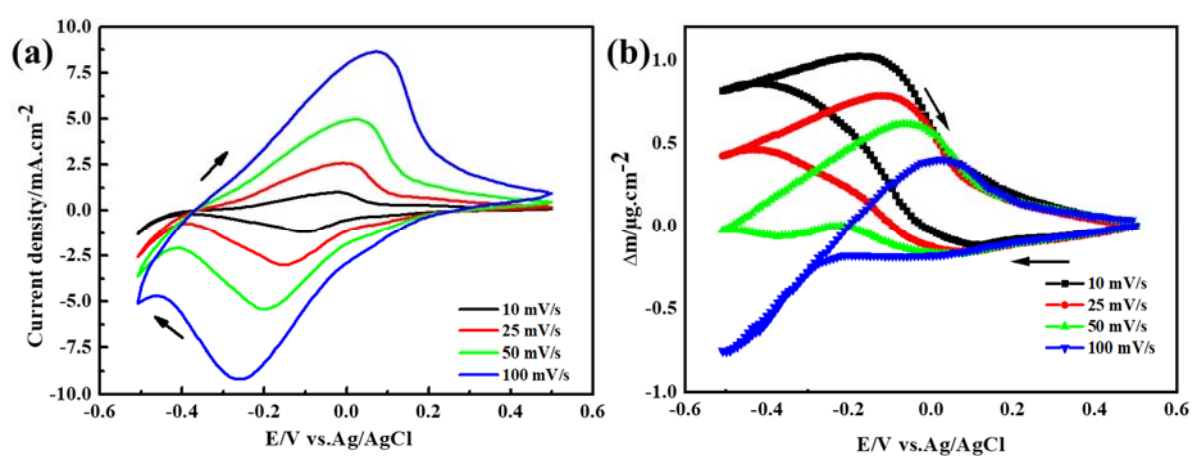 (a)
Current density/mA.cm-2
10.0
7.5
5.0
2.5
0.0
-2.5
-5.0
-7.5
-10.0
-0.6
-0.4
-0.2
0.0
0.2
0.4
0.6
E/V vs.Ag/AgCl
10 mV/s
25 mV/s
50 mV/s
100 mV/s
(b)
Δm/µg.cm-2
1.0
0.5
0.0
-0.5
-1.0
-0.6
-0.4
-0.2
0.0
0.2
0.4
0.6
E/V vs.Ag/AgCl
10 mV/s
25 mV/s
50 mV/s
100 mV/s